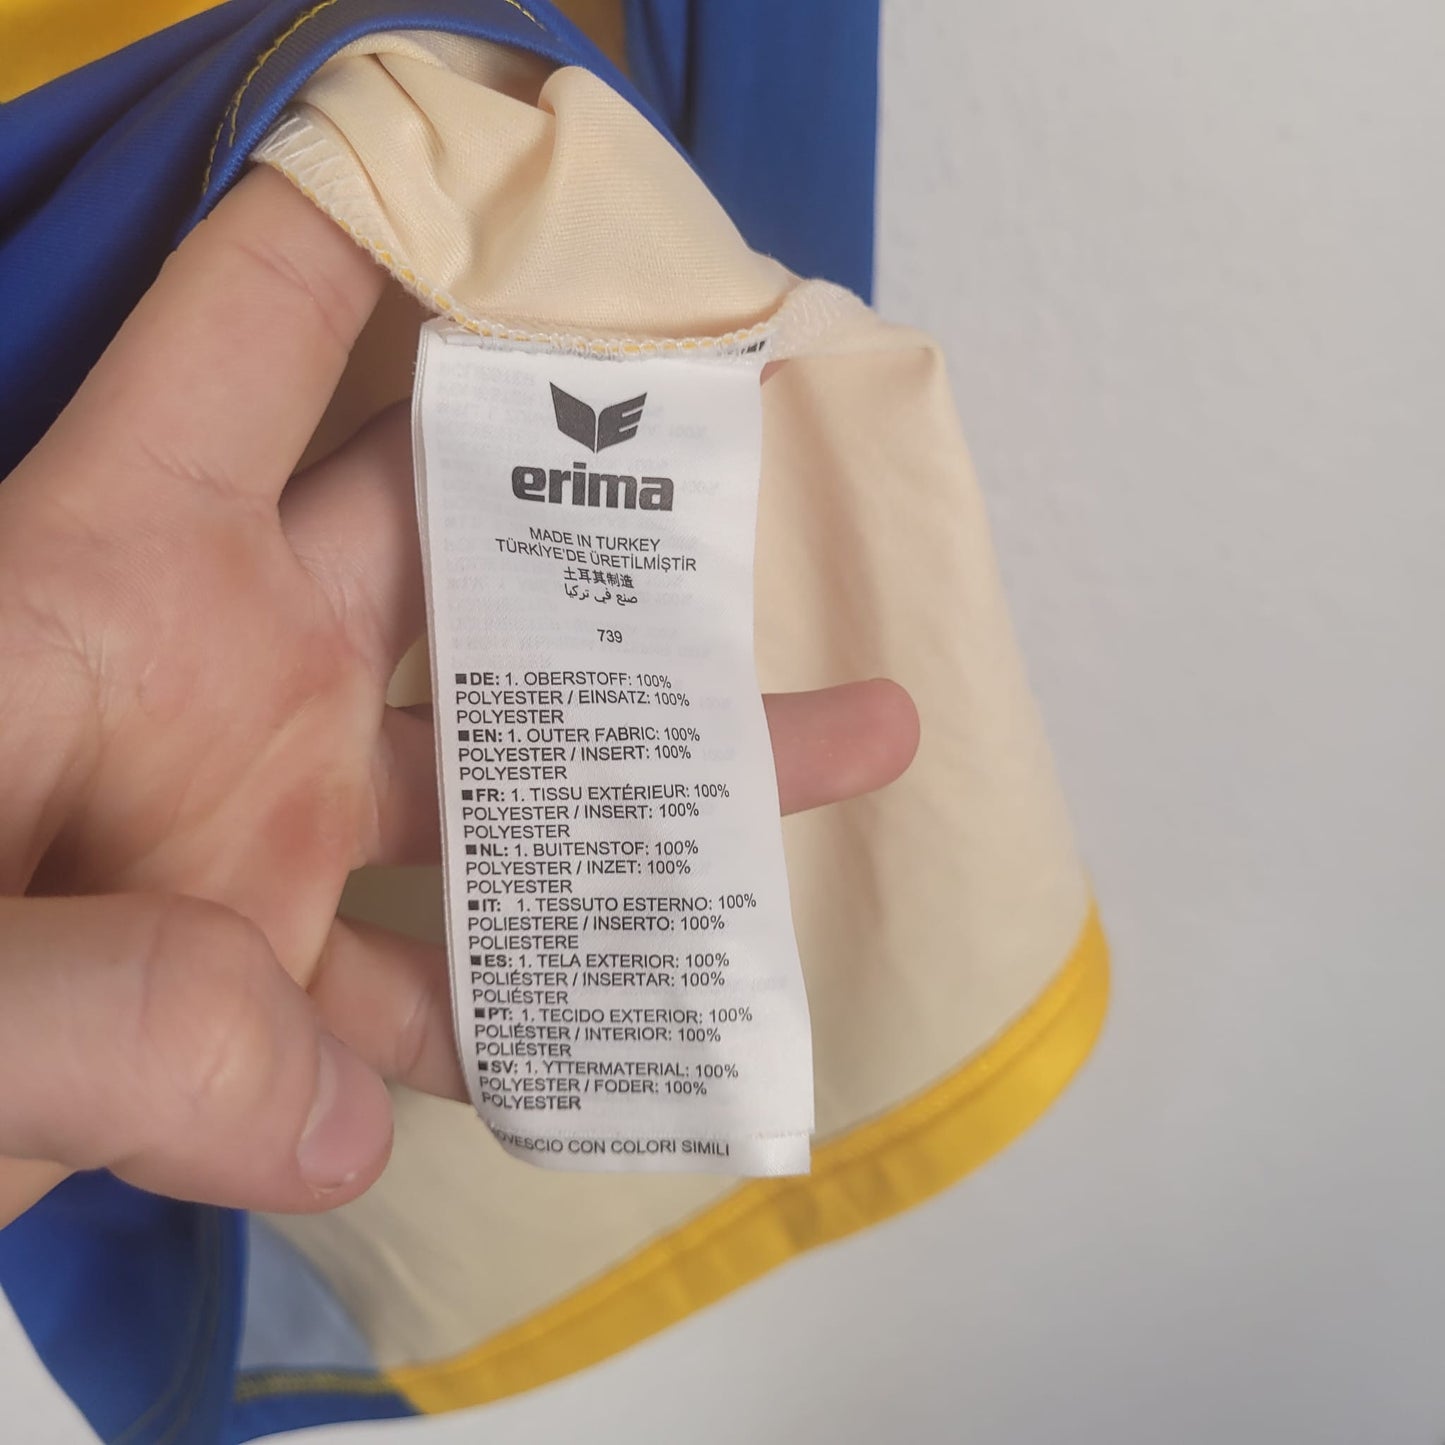 erima
MADE IN TURKEY
TÜRKİYE'DE ÜRETİLMİŞTİR
土耳其制造
صنع في تركيا
739
■ DE: 1. OBERSTOFF: 100%
POLYESTER / EINSATZ: 100%
POLYESTER
■ EN: 1. OUTER FABRIC: 100%
POLYESTER / INSERT: 100%
POLYESTER
■ FR: 1. TISSU EXTÉRIEUR: 100%
POLYESTER / INSERT: 100%
POLYESTER
■ NL: 1. BUITENSTOF: 100%
POLYESTER / INZET: 100%
POLYESTER
■ IT: 1. TESSUTO ESTERNO: 100%
POLIESTERE / INSERTO: 100%
POLIESTERE
■ ES: 1. TELA EXTERIOR: 100%
POLIÉSTER / INSERTAR: 100%
POLIÉSTER
■ PT: 1. TECIDO EXTERIOR: 100%
POLIÉSTER / INTERIOR: 100%
POLIÉSTER
■ SV: 1. YTTERMATERIAL: 100%
POLYESTER / FODER: 100%
POLYESTER
CON COLORI SIMILI